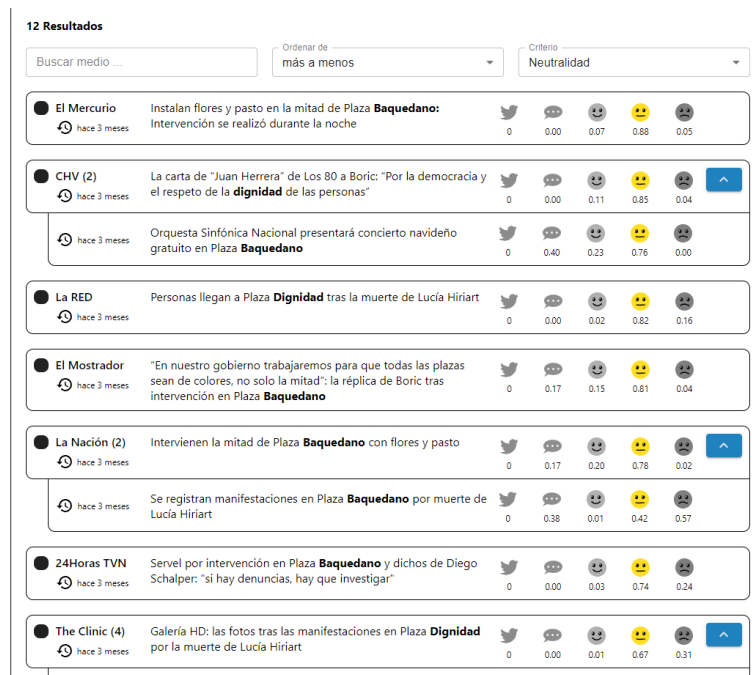 12 Resultados
Ordenar de
Criterio
Buscar medio ...
más a menos
Neutralidad
El Mercurio
hace 3 meses
Instalan flores y pasto en la mitad de Plaza Baquedano:
Intervención se realizó durante la noche
0 0.00 0.07 0.88 0.05
CHV (2)
hace 3 meses
La carta de "Juan Herrera" de Los 80 a Boric: "Por la democracia y
el respeto de la dignidad de las personas"
0 0.00 0.11 0.85 0.04
hace 3 meses
Orquesta Sinfónica Nacional presentará concierto navideño
gratuito en Plaza Baquedano
0 0.40 0.23 0.76 0.00
La RED
hace 3 meses
Personas llegan a Plaza Dignidad tras la muerte de Lucía Hiriart
0 0.00 0.02 0.82 0.16
El Mostrador
hace 3 meses
"En nuestro gobierno trabajaremos para que todas las plazas
sean de colores, no solo la mitad": la réplica de Boric tras
intervención en Plaza Baquedano
0 0.17 0.15 0.81 0.04
La Nación (2)
hace 3 meses
Intervienen la mitad de Plaza Baquedano con flores y pasto
0 0.17 0.20 0.78 0.02
hace 3 meses
Se registran manifestaciones en Plaza Baquedano por muerte de
Lucía Hiriart
0 0.38 0.01 0.42 0.57
24Horas TVN
hace 3 meses
Servel por intervención en Plaza Baquedano y dichos de Diego
Schalper: "si hay denuncias, hay que investigar"
0 0.00 0.03 0.74 0.24
The Clinic (4)
hace 3 meses
Galería HD: las fotos tras las manifestaciones en Plaza Dignidad
por la muerte de Lucía Hiriart
0 0.00 0.01 0.67 0.31